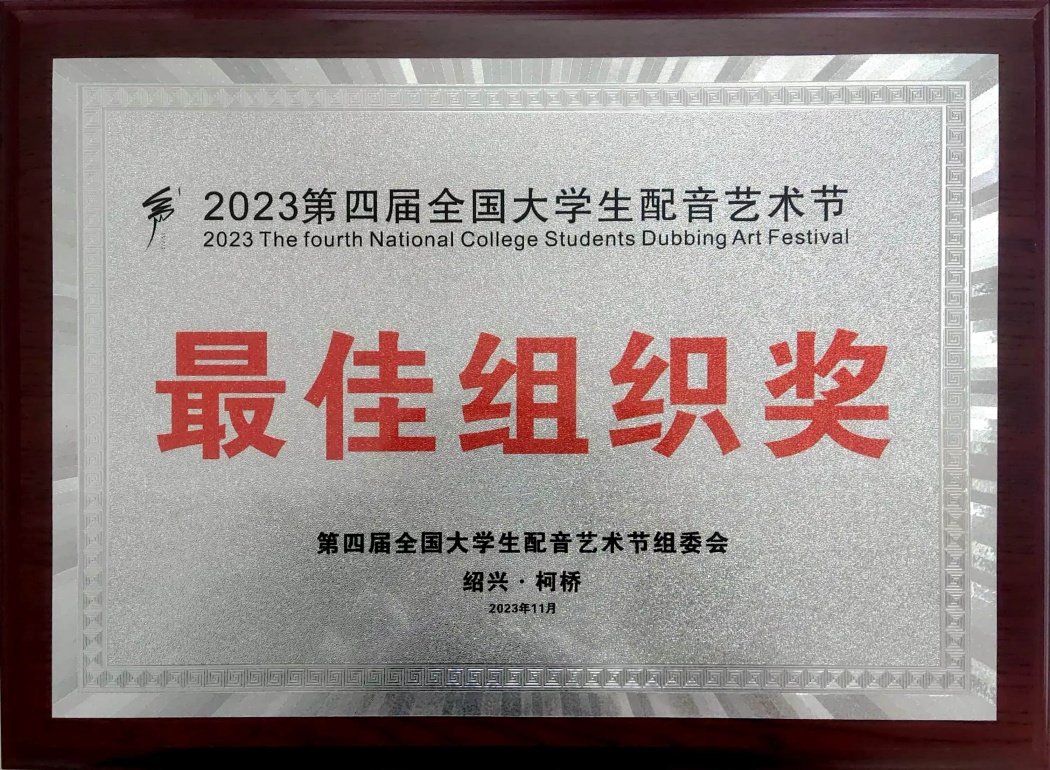 2023第四届全国大学生配音艺术节
2023 The fourth National College Students Dubbing Art Festival
最佳组织奖
第四届全国大学生配音艺术节组委会
绍兴·柯桥
2023年11月